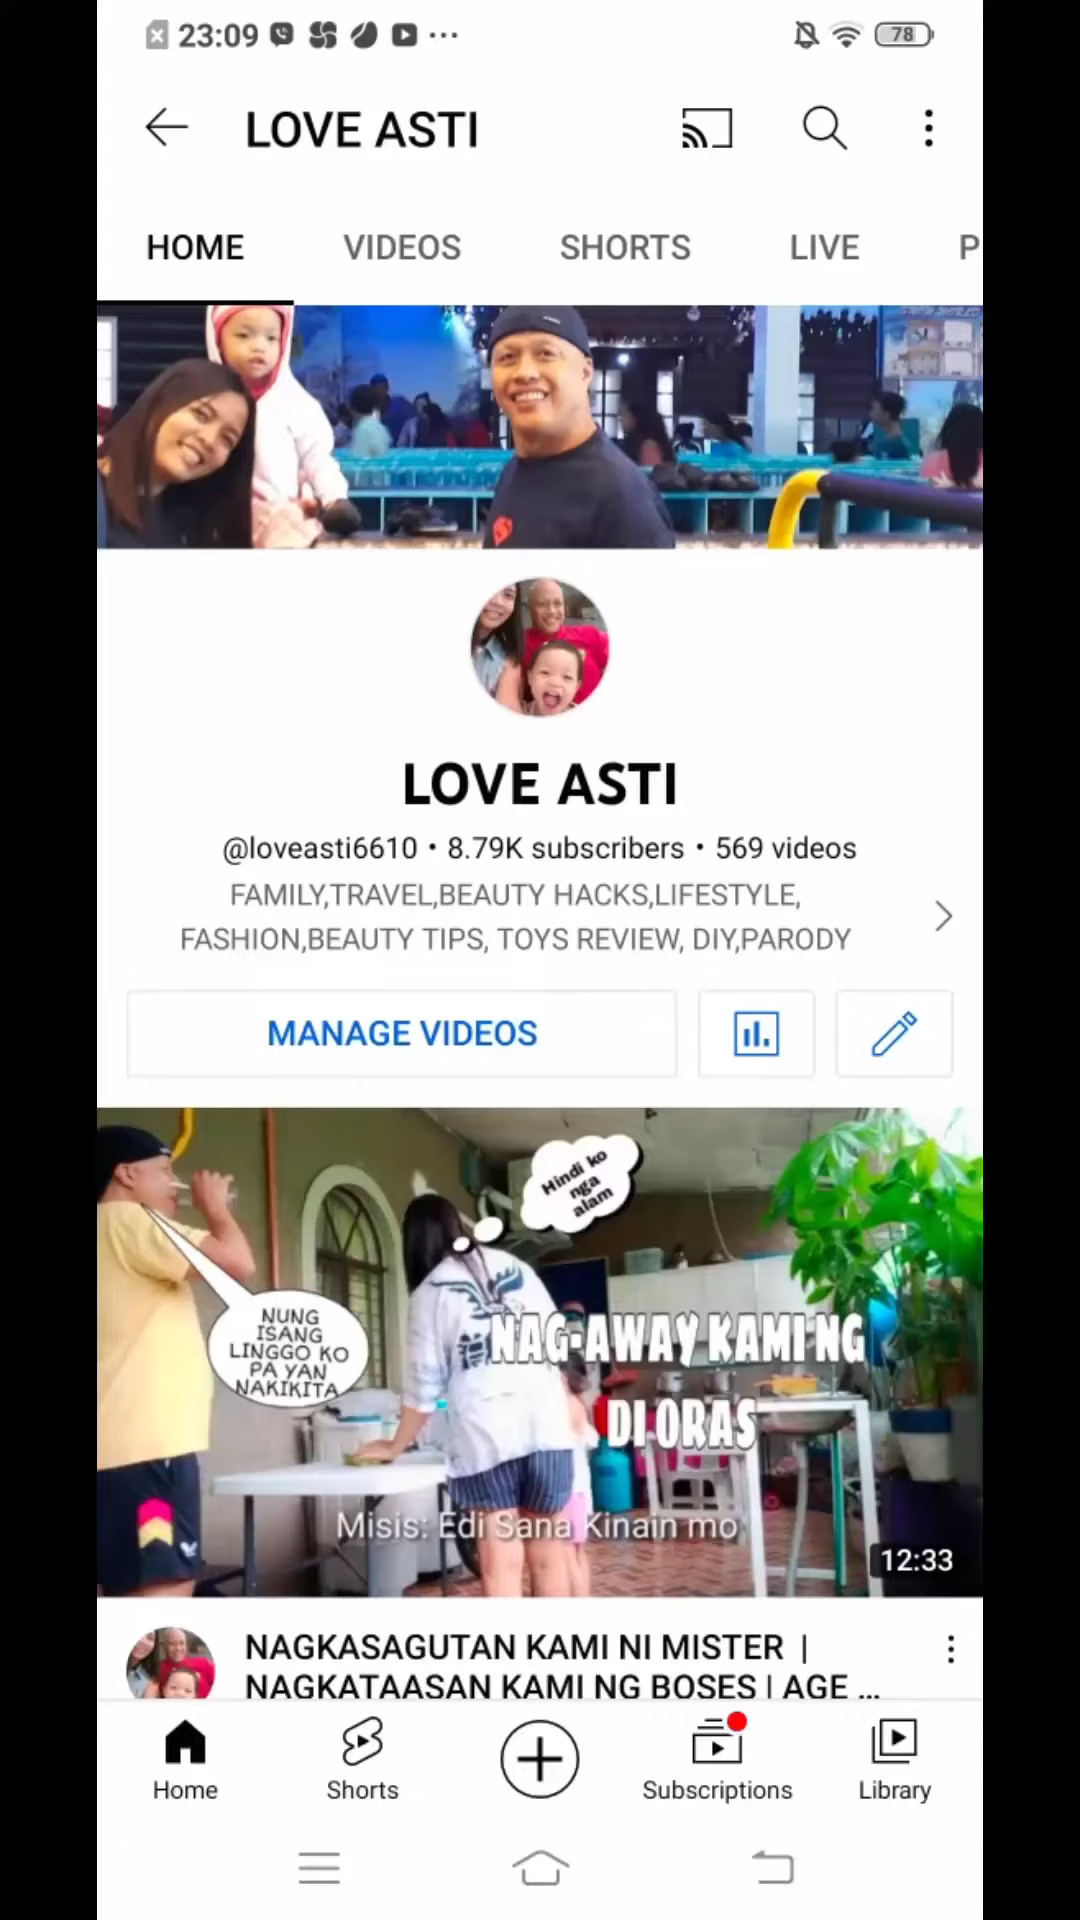 23:09
78
LOVE ASTI
HOME VIDEOS SHORTS LIVE P
LOVE ASTI
@loveasti6610 • 8.79K subscribers • 569 videos
FAMILY,TRAVEL,BEAUTY HACKS,LIFESTYLE,
FASHION,BEAUTY TIPS, TOYS REVIEW, DIY,PARODY
MANAGE VIDEOS
Hindi ko
nga
alam
NUNG
ISANG
LINGGO KO
PA YAN
NAKIKITA
NAG-AWAY KAMI NG
DI ORAS
Misis: Edi Sana Kinain mo
12:33
NAGKASAGUTAN KAMI NI MISTER |
NAGKATAASAN KAMI NG BOSES | AGE ...
Home Shorts Subscriptions Library